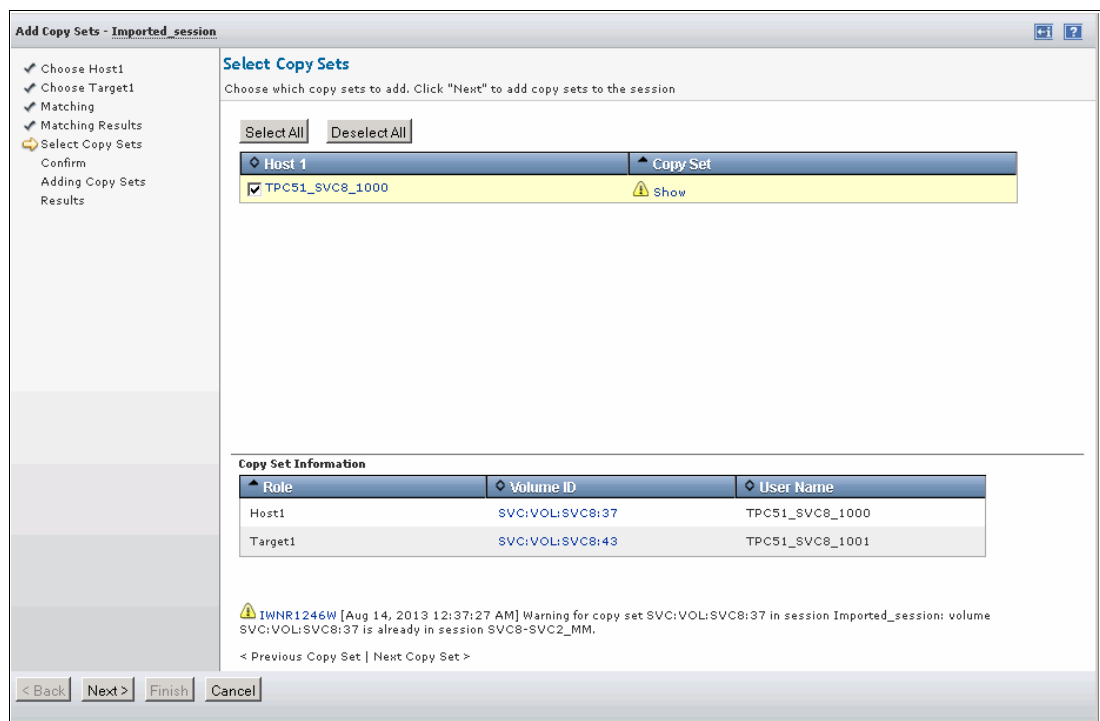 Add Copy Sets - Imported_session
Choose Host1
Choose Target1
Matching
Matching Results
Select Copy Sets
Confirm
Adding Copy Sets
Results
Select Copy Sets
Choose which copy sets to add. Click "Next" to add copy sets to the session
Select All Deselect All
Host 1 Copy Set
TPC51_SVC8_1000 Show
Copy Set Information
Role Volume ID User Name
Host1 SVC:VOL:SVC8:37 TPC51_SVC8_1000
Target1 SVC:VOL:SVC8:43 TPC51_SVC8_1001
IWNR1246W [Aug 14, 2013 12:37:27 AM] Warning for copy set SVC:VOL:SVC8:37 in session Imported_session: volume
SVC:VOL:SVC8:37 is already in session SVC8-SVC2_MM.
< Previous Copy Set | Next Copy Set >
< Back Next > Finish Cancel